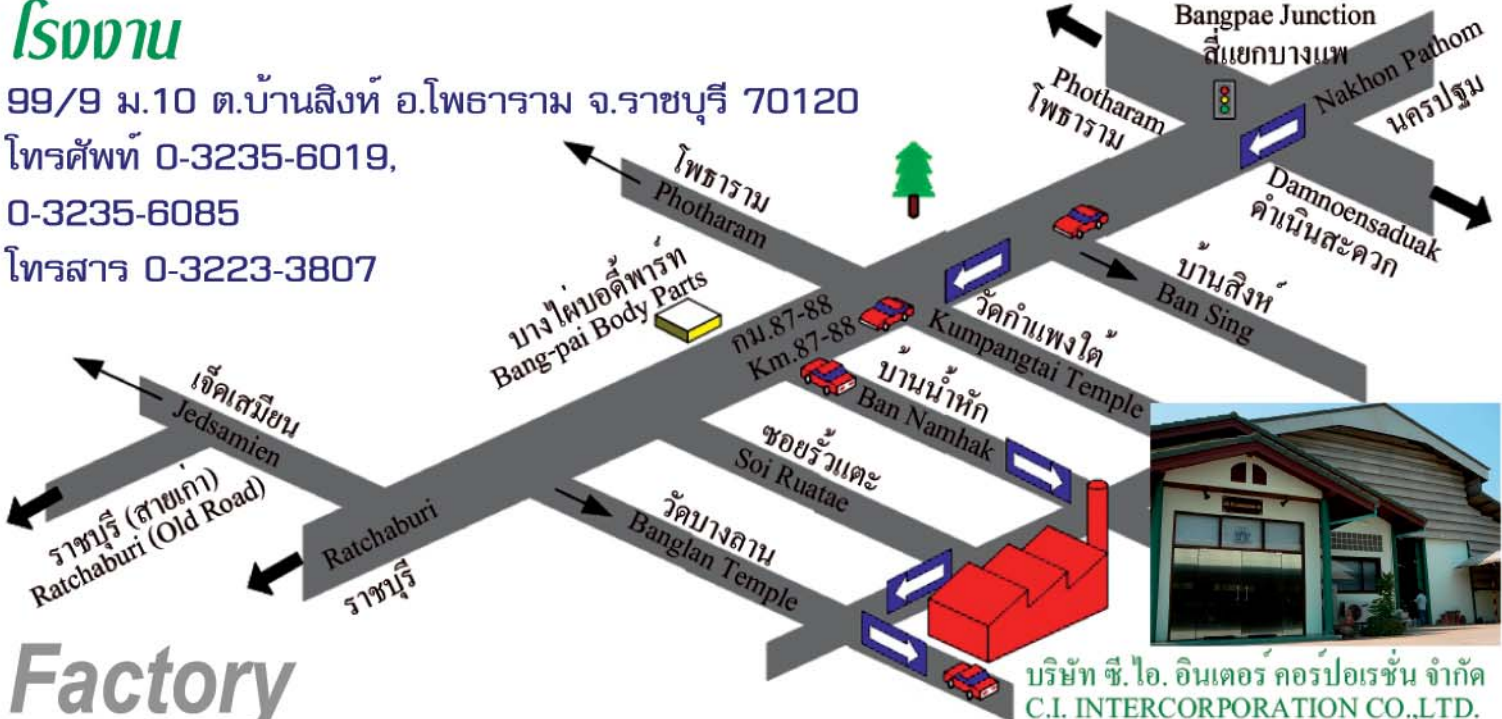 โรงงาน
99/9 ม.10 ต.บ้านสิงห์ อ.โพธาราม จ.ราชบุรี 70120
โทรศัพท์ 0-3235-6019,
0-3235-6085
โทรสาร 0-3223-3807
Bangpae Junction
สี่แยกบางแพ
Nakhon Pathom
นครปฐม
Photharam
โพธาราม
Damnoensaduak
ดำเนินสะดวก
โพธาราม
Photharam
บ้านสิงห์
Ban Sing
บางไผ่บอดี้พาร์ท
Bang-pai Body Parts
กม.87-88
Km.87-88
วัดกำแพงใต้
Kumpangtai Temple
บ้านน้ำหัก
Ban Namhak
ซอยรั้วแตะ
Soi Ruatae
วัดบางลาน
Banglan Temple
เจ็ดเสมียน
Jedsamien
ราชบุรี (สายเก่า)
Ratchaburi (Old Road)
Ratchaburi
ราชบุรี
Factory
บริษัท ซี.ไอ. อินเตอร์ คอร์ปอเรชั่น จำกัด
C.I. INTERCORPORATION CO.,LTD.